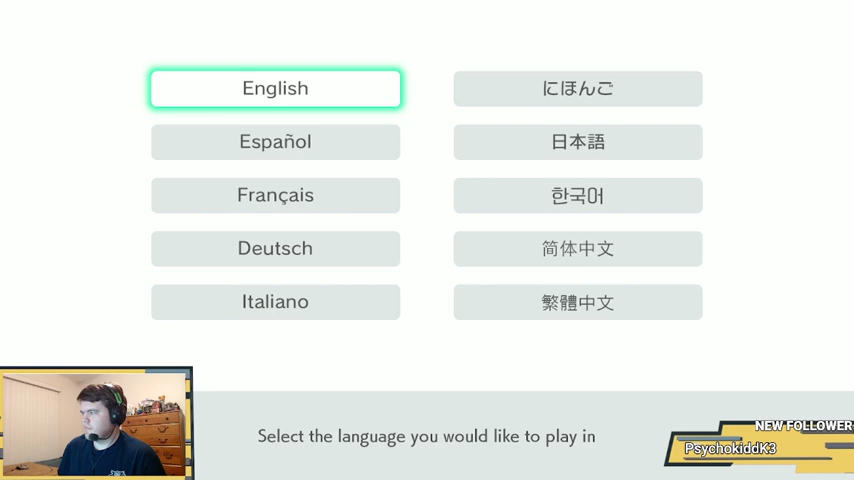 English
Español
Français
Deutsch
Italiano
にほんご
日本語
한국어
简体中文
繁體中文
Select the language you would like to play in
NEW FOLLOWER
PsychokiddK3